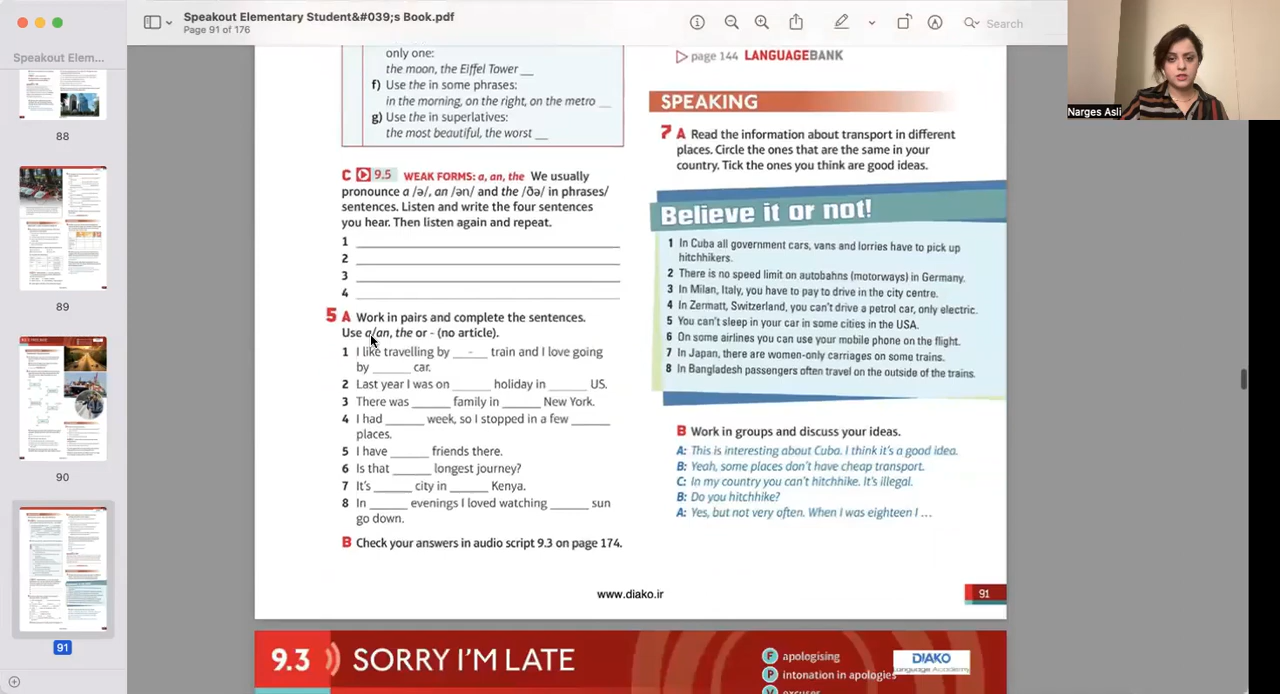 Speakout Elementary Student&#039;s Book.pdf
Page 91 of 176
Search
Speakout Elem...
88
89
90
91
Narges Asli
only one:
the moon, the Eiffel Tower __
f) Use the in some phrases:
in the morning, on the right, on the metro __
g) Use the in superlatives:
the most beautiful, the worst __
C 9.5 WEAK FORMS: a, an, the We usually
pronounce a /ə/, an /ən/ and the /ðə/ in phrases/
sentences. Listen and write the four sentences
you hear. Then listen again and repeat.
1
2
3
4
5 A Work in pairs and complete the sentences.
Use a/an, the or - (no article).
1 I like travelling by ______ train and I love going
by ______ car.
2 Last year I was on ______ holiday in ______ US.
3 There was ______ family in ______ New York.
4 I had ______ week, so I stopped in a few ______
places.
5 I have ______ friends there.
6 Is that ______ longest journey?
7 It's ______ city in ______ Kenya.
8 In ______ evenings I loved watching ______ sun
go down.
B Check your answers in audio script 9.3 on page 174.
page 144 LANGUAGEBANK
SPEAKING
7 A Read the information about transport in different
places. Circle the ones that are the same in your
country. Tick the ones you think are good ideas.
Believe it or not!
1 In Cuba all government cars, vans and lorries have to pick up
hitchhikers.
2 There is no speed limit on autobahns (motorways) in Germany.
3 In Milan, Italy, you have to pay to drive in the city centre.
4 In Zermatt, Switzerland, you can't drive a petrol car, only electric.
5 You can't sleep in your car in some cities in the USA.
6 On some airlines you can use your mobile phone on the flight.
7 In Japan, there are women-only carriages on some trains.
8 In Bangladesh passengers often travel on the outside of the trains.
B Work in groups and discuss your ideas.
A: This is interesting about Cuba. I think it's a good idea.
B: Yeah, some places don't have cheap transport.
C: In my country you can't hitchhike. It's illegal.
B: Do you hitchhike?
A: Yes, but not very often. When I was eighteen I …
www.diako.ir
91
9.3 SORRY I'M LATE
F apologising
P intonation in apologies
V excuses
DIAKO
Language Academy